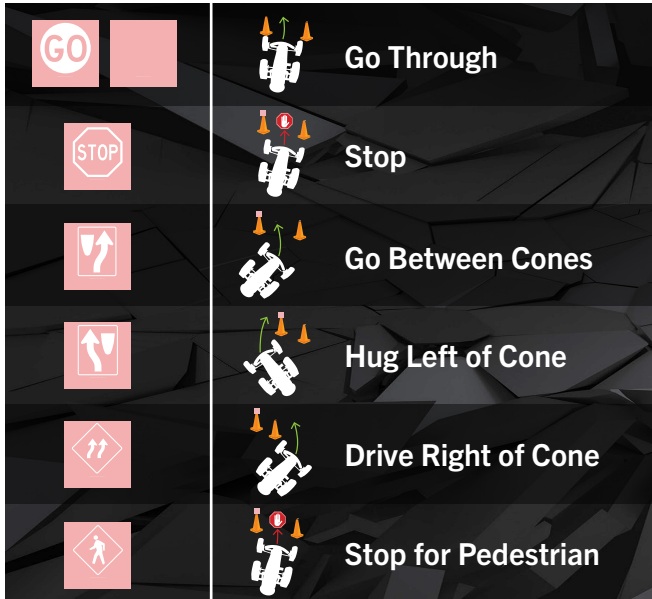 GO
Go Through
STOP
Stop
Go Between Cones
Hug Left of Cone
Drive Right of Cone
Stop for Pedestrian